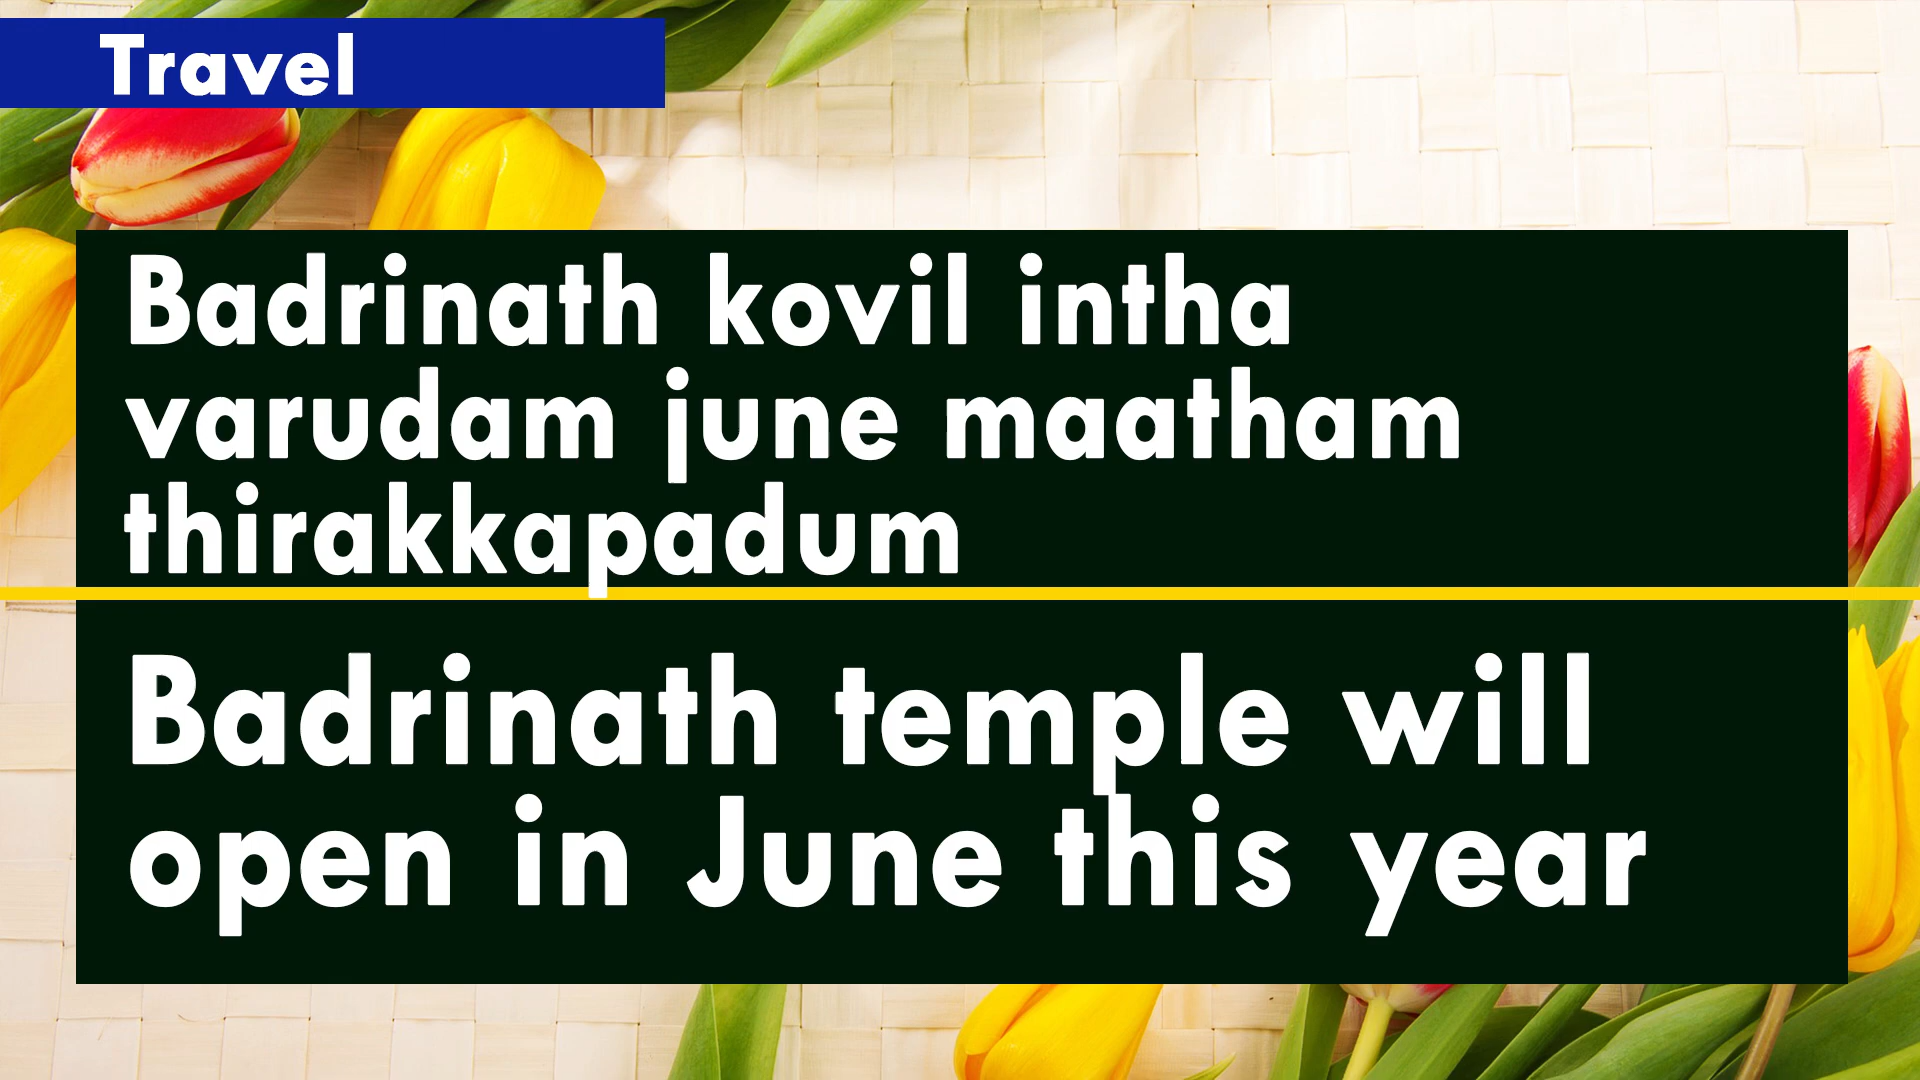 Travel
Badrinath kovil intha
varudam june maatham
thirakkapadum
Badrinath temple will
open in June this year